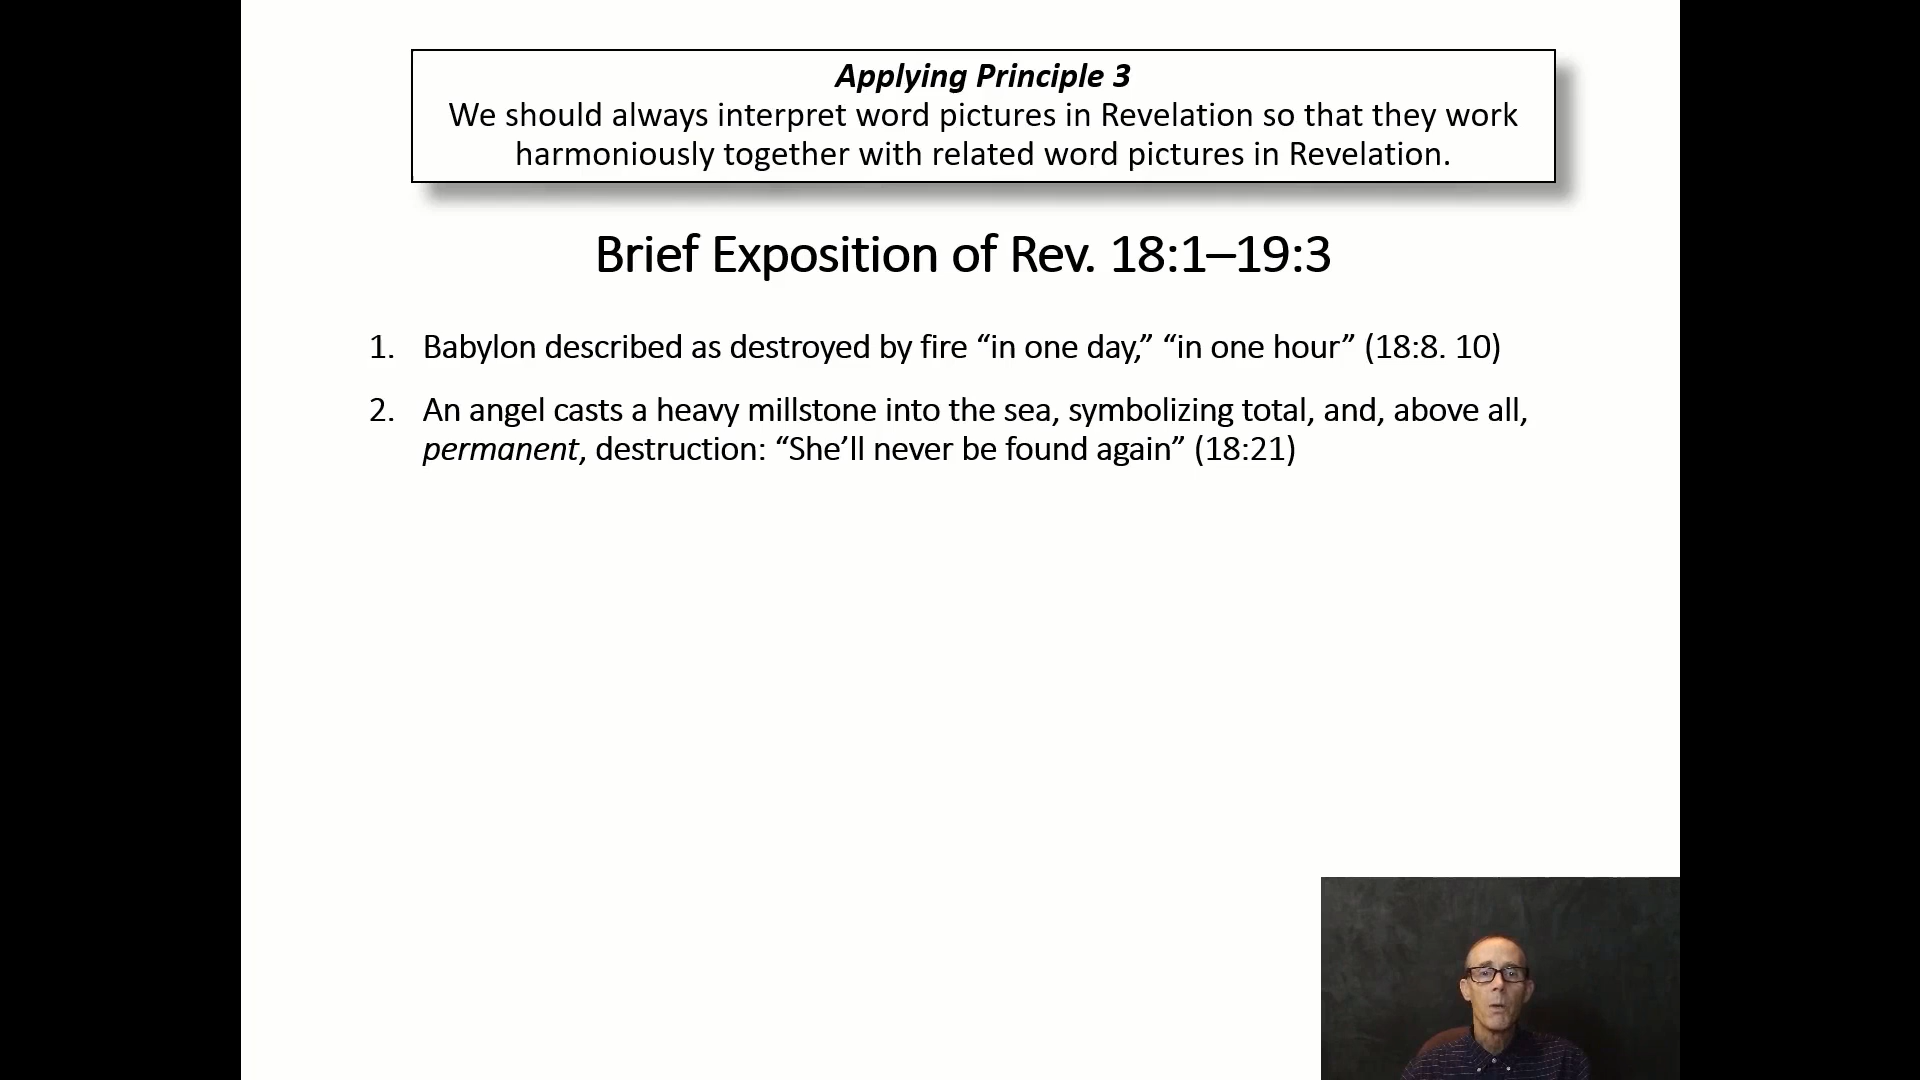 Applying Principle 3
We should always interpret word pictures in Revelation so that they work
harmoniously together with related word pictures in Revelation.
Brief Exposition of Rev. 18:1–19:3
1. Babylon described as destroyed by fire “in one day,” “in one hour” (18:8. 10)
2. An angel casts a heavy millstone into the sea, symbolizing total, and, above all,
permanent, destruction: “She’ll never be found again” (18:21)